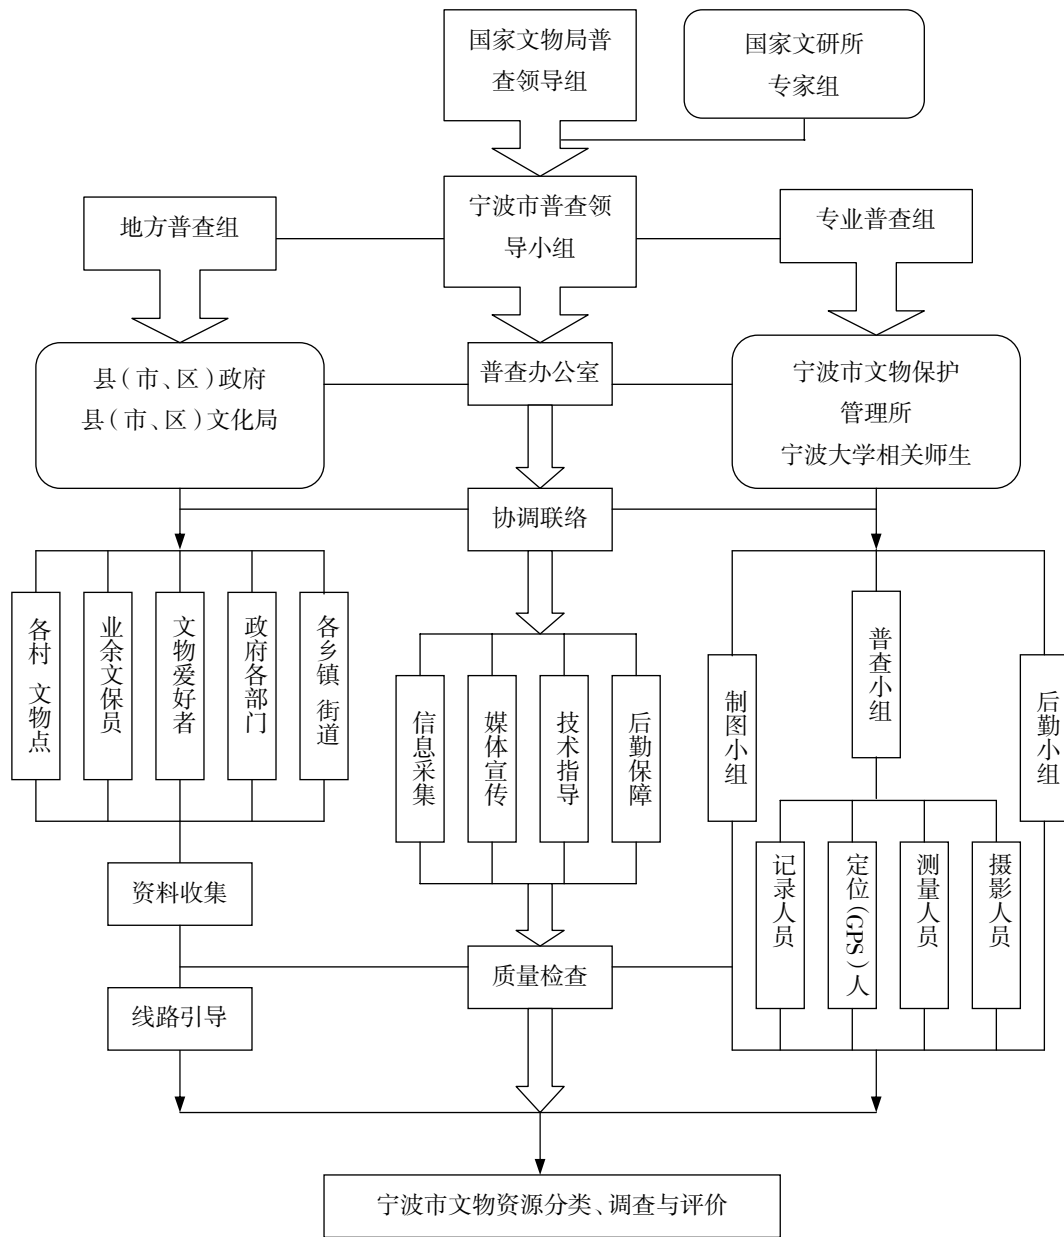 国家文物局普
查领导组
国家文研所
专家组
地方普查组
宁波市普查领
导小组
专业普查组
县(市、区)政府
县(市、区)文化局
普查办公室
宁波市文物保护
管理所
宁波大学相关师生
协调联络
各村 文物点
业余文保员
文物爱好者
政府各部门
各乡镇 街道
信息采集
媒体宣传
技术指导
后勤保障
制图小组
普查小组
后勤小组
记录人员
定位(GPS)人
测量人员
摄影人员
资料收集
质量检查
线路引导
宁波市文物资源分类、调查与评价